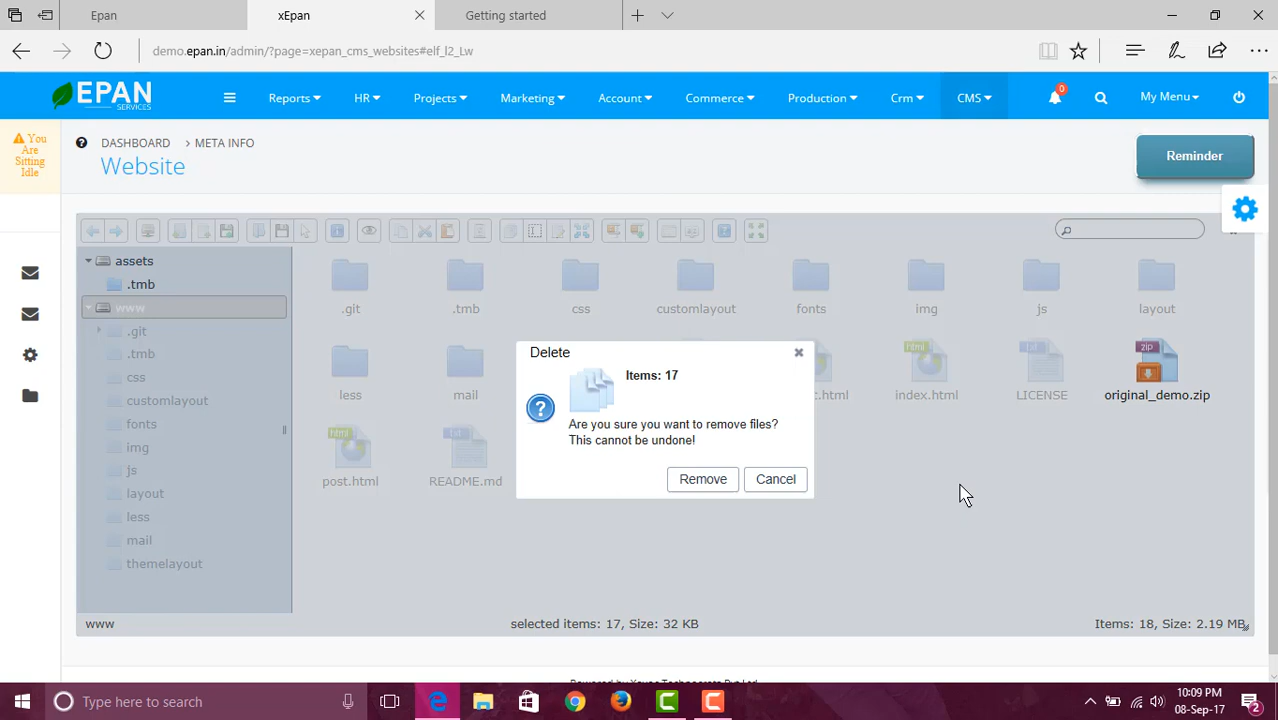 Epan
xEpan
Getting started
demo.epan.in/admin/?page=xepan_cms_websites#elf_l2_Lw
EPAN
SERVICES
Reports
HR
Projects
Marketing
Account
Commerce
Production
Crm
CMS
0
My Menu
You
Are
Sitting
Idle
DASHBOARD > META INFO
Website
Reminder
assets
.tmb
www
.git
.tmb
css
customlayout
fonts
img
js
layout
less
mail
themelayout
.git
.tmb
css
customlayout
fonts
img
js
layout
less
mail
index.html
LICENSE
zip
original_demo.zip
post.html
README.md
Delete
Items: 17
Are you sure you want to remove files?
This cannot be undone!
Remove
Cancel
www
selected items: 17, Size: 32 KB
Items: 18, Size: 2.19 MB
Type here to search
10:09 PM
08-Sep-17
2